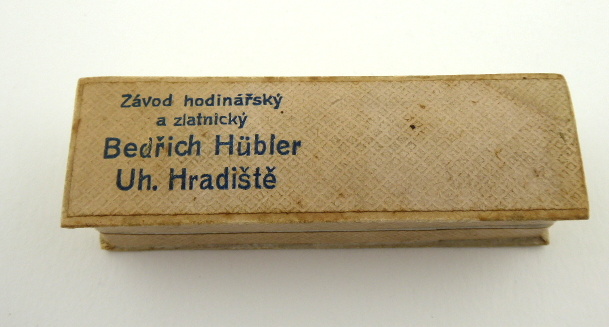 Závod hodinářský
a zlatnický
Bedřich Hübler
Uh. Hradiště